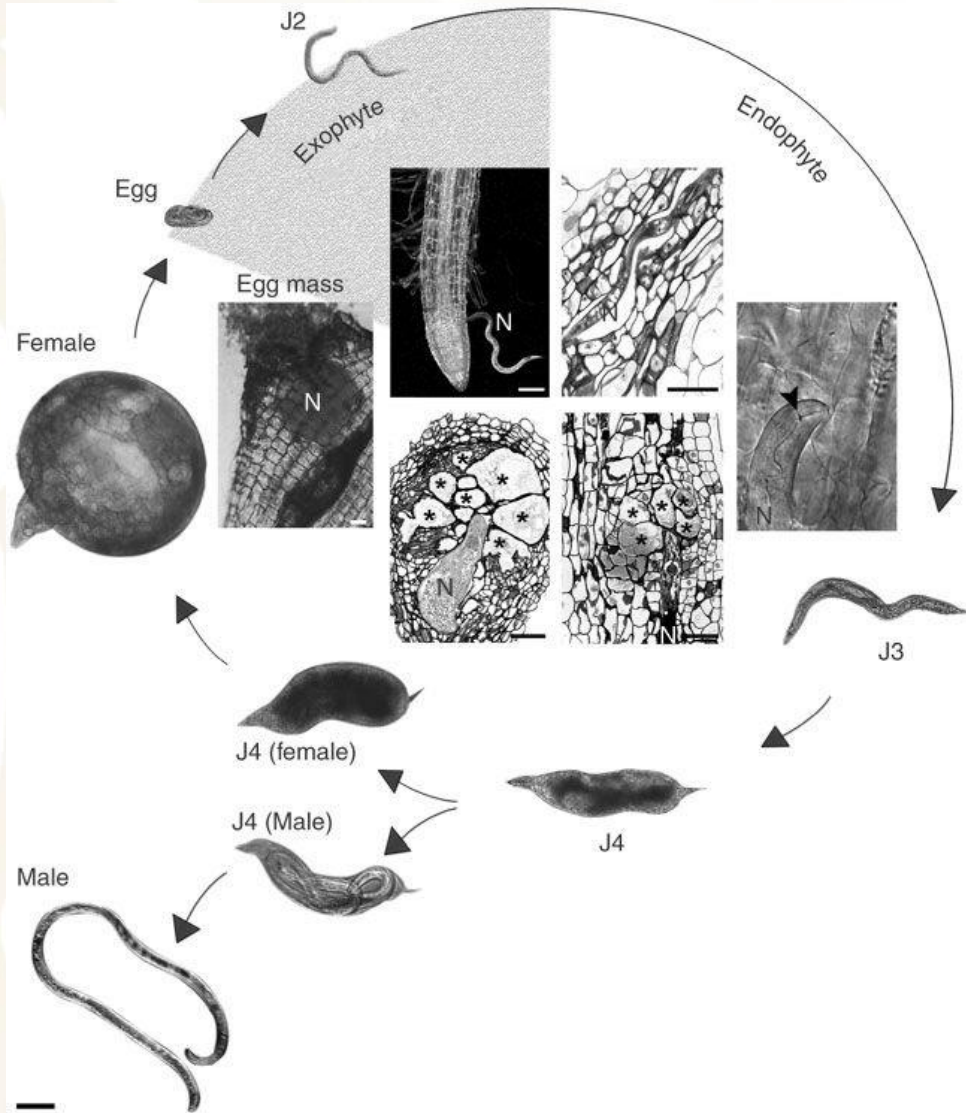 J2
Exophyte
Endophyte
Egg
Egg mass
Female
N
N
N
N
* * * * * * * *
N
* * * * *
N
J3
J4 (female)
J4
J4 (Male)
Male